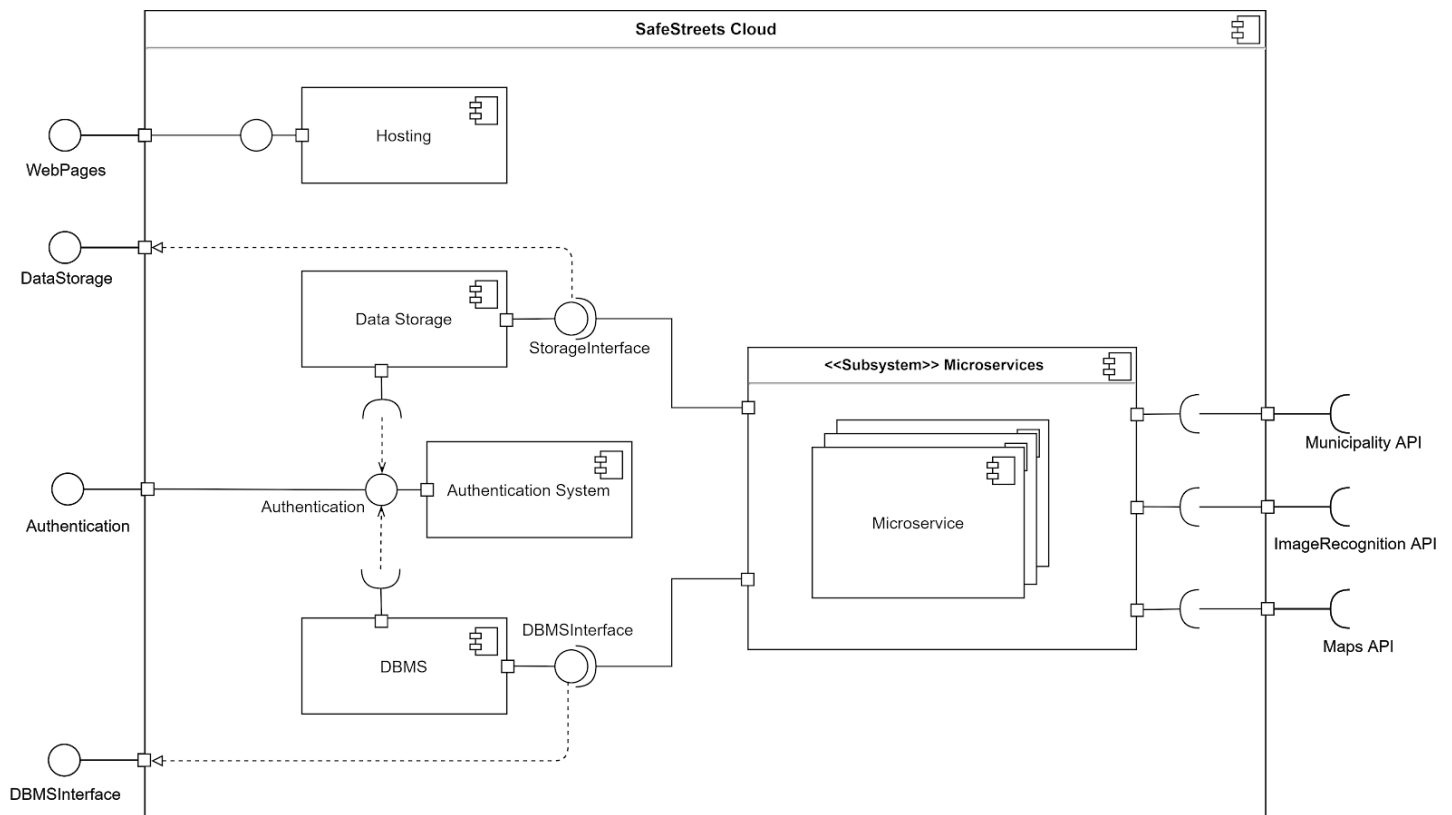 SafeStreets Cloud
Hosting
WebPages
DataStorage
Data Storage
StorageInterface
<<Subsystem>> Microservices
Municipality API
Authentication System
Authentication
Authentication
Microservice
ImageRecognition API
DBMSInterface
Maps API
DBMS
DBMSInterface